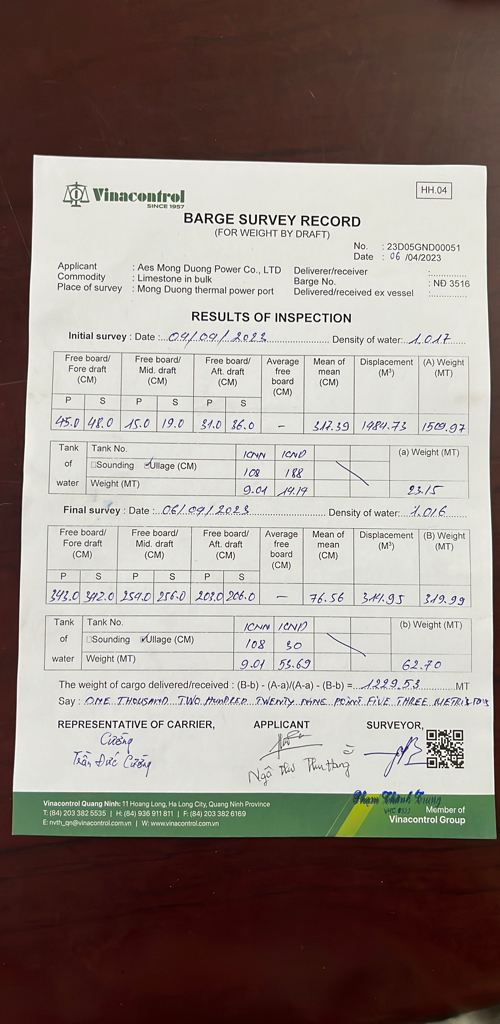 Vinacontrol
SINCE 1957
HH.04
BARGE SURVEY RECORD
(FOR WEIGHT BY DRAFT)
No. : 23D05GND00051
Date : 06 /04/2023
Applicant : Aes Mong Duong Power Co., LTD Deliverer/receiver :..............
Commodity : Limestone in bulk Barge No. : NĐ 3516
Place of survey : Mong Duong thermal power port Delivered/received ex vessel :..............
RESULTS OF INSPECTION
Initial survey : Date : 04/04/2023 Density of water: 1.017
Free board/ Fore draft (CM) Free board/ Mid. draft (CM) Free board/ Aft. draft (CM) Average free board (CM) Mean of mean (CM) Displacement (M³) (A) Weight (MT)
P S P S P S
45.0 48.0 15.0 19.0 31.0 36.0 - 317.39 1484.73 1509.97
Tank of water Tank No. ICNN ICND (a) Weight (MT)
□Sounding ☑Ullage (CM) 108 188
Weight (MT) 9.01 14.14 23.15
Final survey : Date : 06/04/2023 Density of water: 1.016
Free board/ Fore draft (CM) Free board/ Mid. draft (CM) Free board/ Aft. draft (CM) Average free board (CM) Mean of mean (CM) Displacement (M³) (B) Weight (MT)
P S P S P S
343.0 342.0 254.0 256.0 203.0 206.0 - 76.56 314.95 319.99
Tank of water Tank No. ICNN ICND (b) Weight (MT)
□Sounding ☑Ullage (CM) 108 30
Weight (MT) 9.01 53.69 62.70
The weight of cargo delivered/received : (B-b) - (A-a)/(A-a) - (B-b) = 1229.53 MT
Say : ONE THOUSAND TWO HUNDRED TWENTY NINE POINT FIVE THREE METRIC TONS
REPRESENTATIVE OF CARRIER, APPLICANT SURVEYOR,
Cường
Trần Đức Cường Ngô Thu Hằng
Phạm Thành Trung
Vinacontrol Quang Ninh: 11 Hoang Long, Ha Long City, Quang Ninh Province
T: (84) 203 382 5535 | H: (84) 936 911 811 | F: (84) 203 382 6169
E: nvth_qn@vinacontrol.com.vn | W: www.vinacontrol.com.vn
Member of
Vinacontrol Group